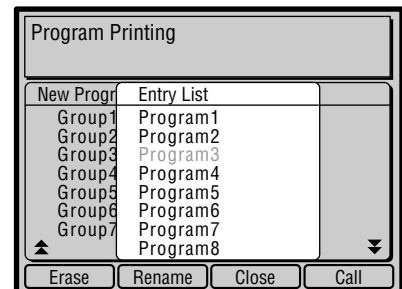 Program Printing
New Progr Entry List
Group1 Program1
Group2 Program2
Group3 Program3
Group4 Program4
Group5 Program5
Group6 Program6
Group7 Program7
Program8
Erase Rename Close Call